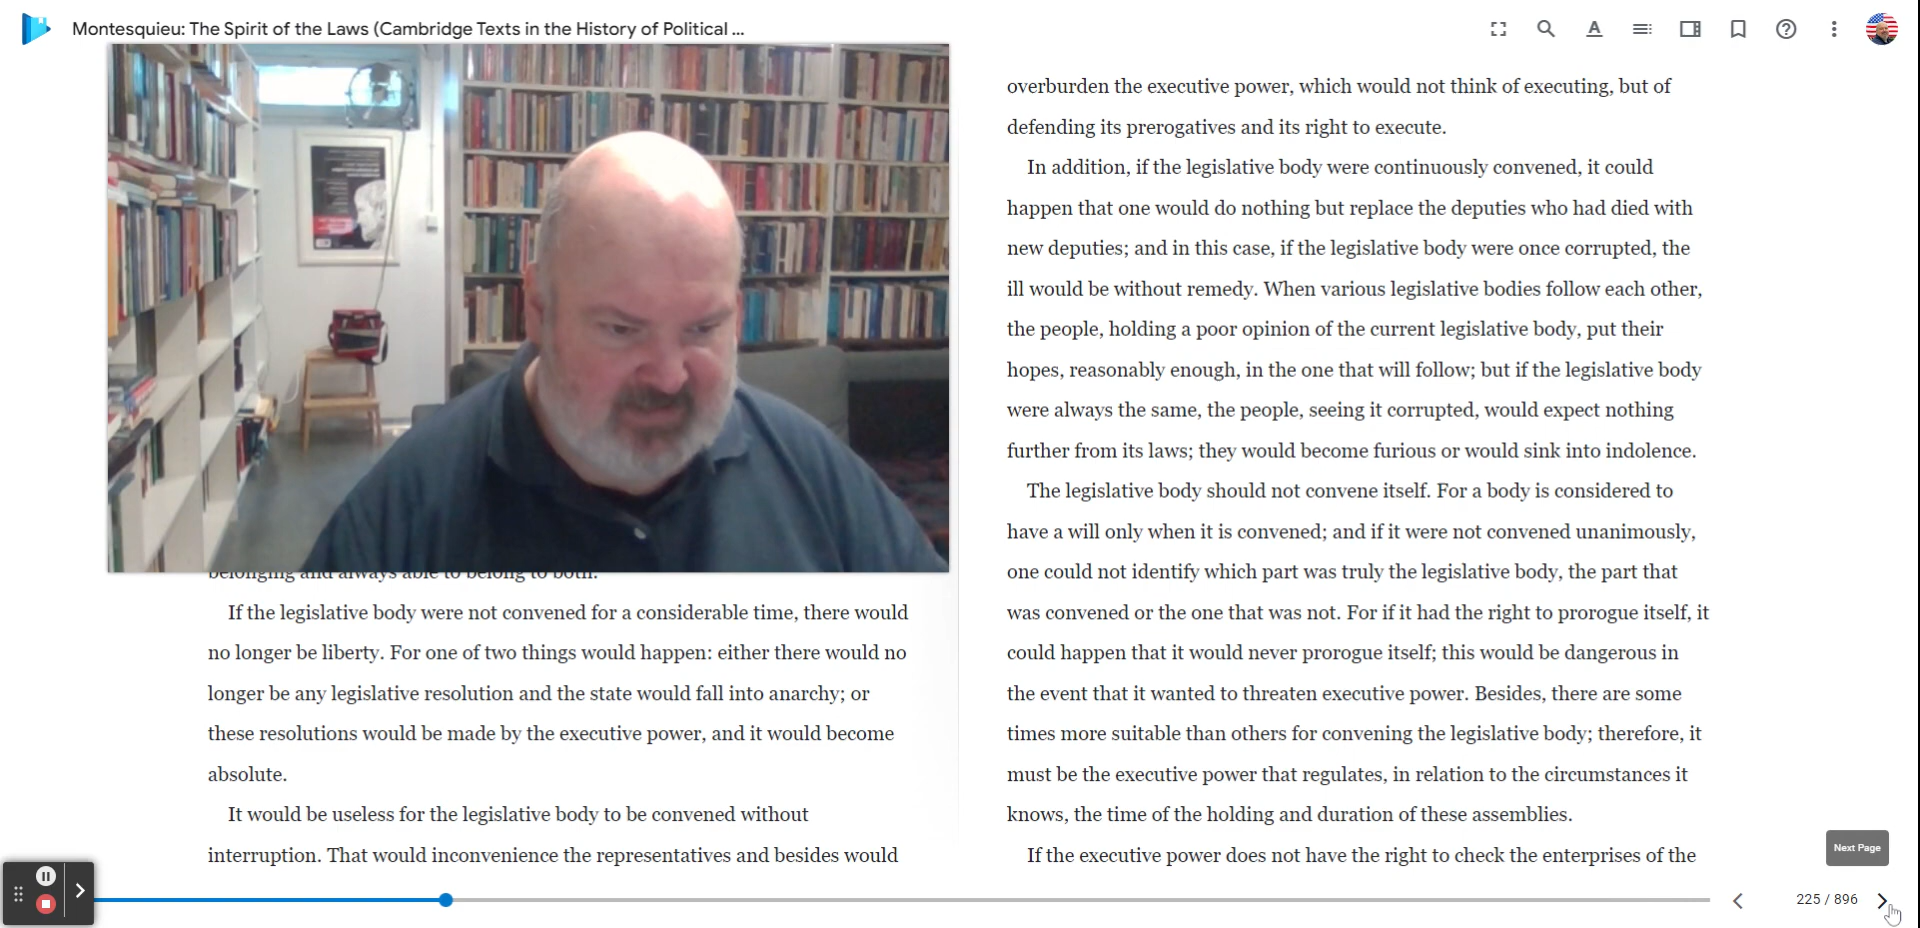 Montesquieu: The Spirit of the Laws (Cambridge Texts in the History of Political ...
belonging and always able to belong to both.
If the legislative body were not convened for a considerable time, there would
no longer be liberty. For one of two things would happen: either there would no
longer be any legislative resolution and the state would fall into anarchy; or
these resolutions would be made by the executive power, and it would become
absolute.
It would be useless for the legislative body to be convened without
interruption. That would inconvenience the representatives and besides would
overburden the executive power, which would not think of executing, but of
defending its prerogatives and its right to execute.
In addition, if the legislative body were continuously convened, it could
happen that one would do nothing but replace the deputies who had died with
new deputies; and in this case, if the legislative body were once corrupted, the
ill would be without remedy. When various legislative bodies follow each other,
the people, holding a poor opinion of the current legislative body, put their
hopes, reasonably enough, in the one that will follow; but if the legislative body
were always the same, the people, seeing it corrupted, would expect nothing
further from its laws; they would become furious or would sink into indolence.
The legislative body should not convene itself. For a body is considered to
have a will only when it is convened; and if it were not convened unanimously,
one could not identify which part was truly the legislative body, the part that
was convened or the one that was not. For if it had the right to prorogue itself, it
could happen that it would never prorogue itself; this would be dangerous in
the event that it wanted to threaten executive power. Besides, there are some
times more suitable than others for convening the legislative body; therefore, it
must be the executive power that regulates, in relation to the circumstances it
knows, the time of the holding and duration of these assemblies.
If the executive power does not have the right to check the enterprises of the
Next Page
225 / 896